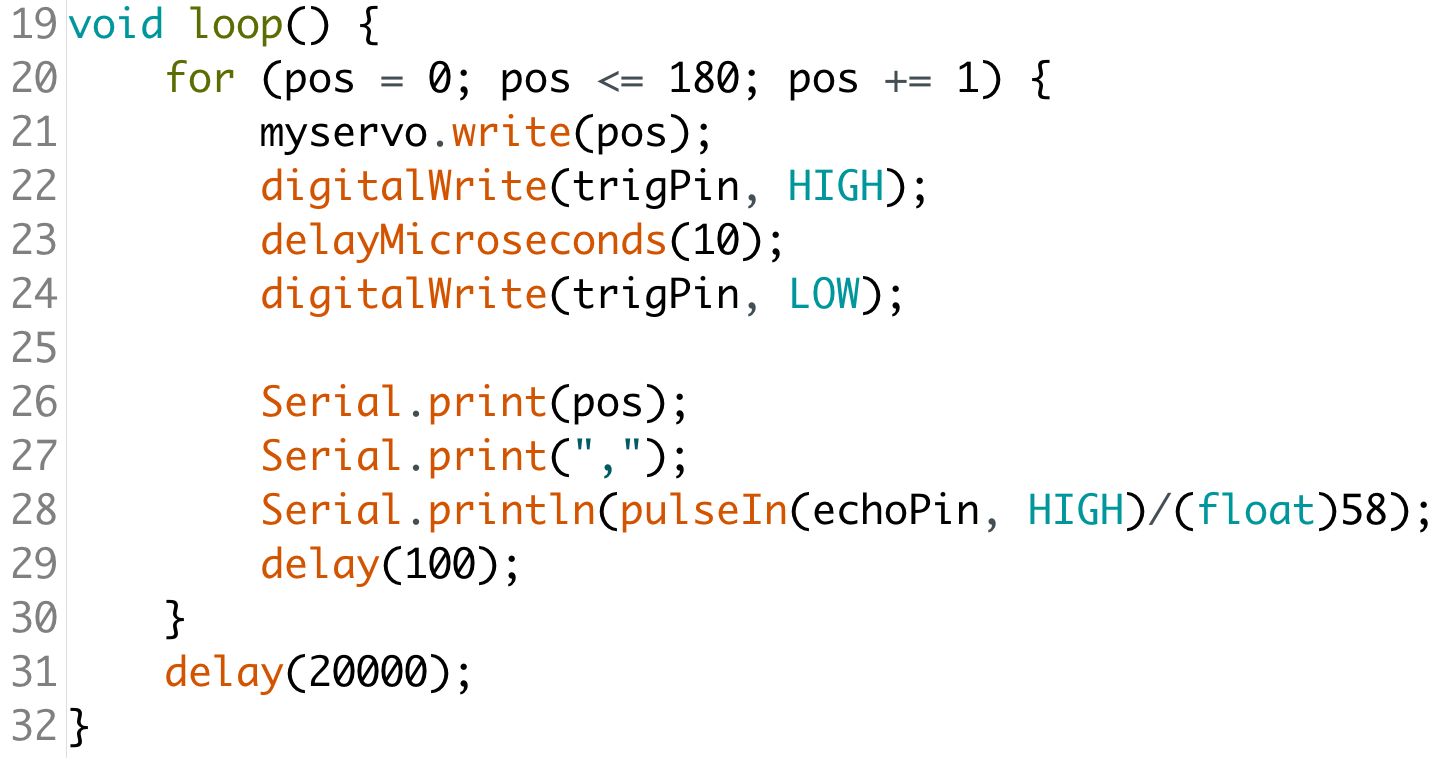 19 void loop() {
20     for (pos = 0; pos <= 180; pos += 1) {
21         myservo.write(pos);
22         digitalWrite(trigPin, HIGH);
23         delayMicroseconds(10);
24         digitalWrite(trigPin, LOW);
25
26         Serial.print(pos);
27         Serial.print(",");
28         Serial.println(pulseIn(echoPin, HIGH)/(float)58);
29         delay(100);
30     }
31     delay(20000);
32 }